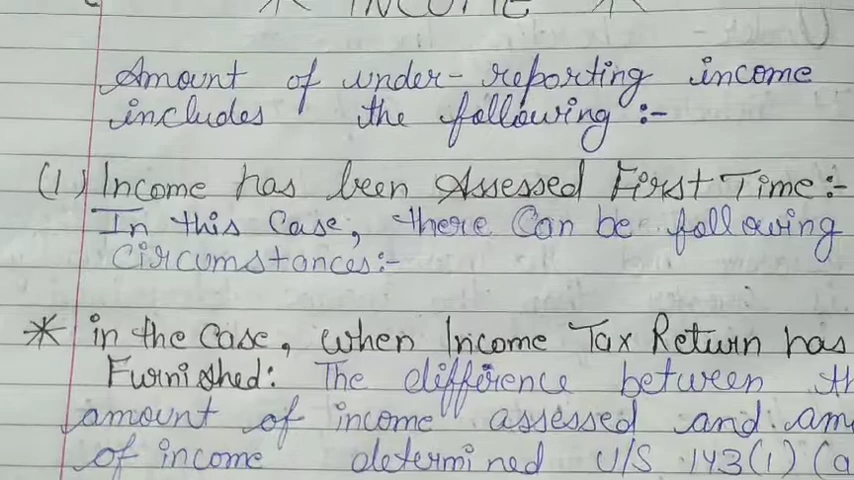 * INCOME *
Amount of under-reporting income
includes the following :-
(1) Income has been Assessed First Time:-
In this Case, there Can be following
Circumstances:-
* in the Case, when Income Tax Return has
Furnished: The difference between
amount of income assessed and
of income determined U/S 143(1)(a